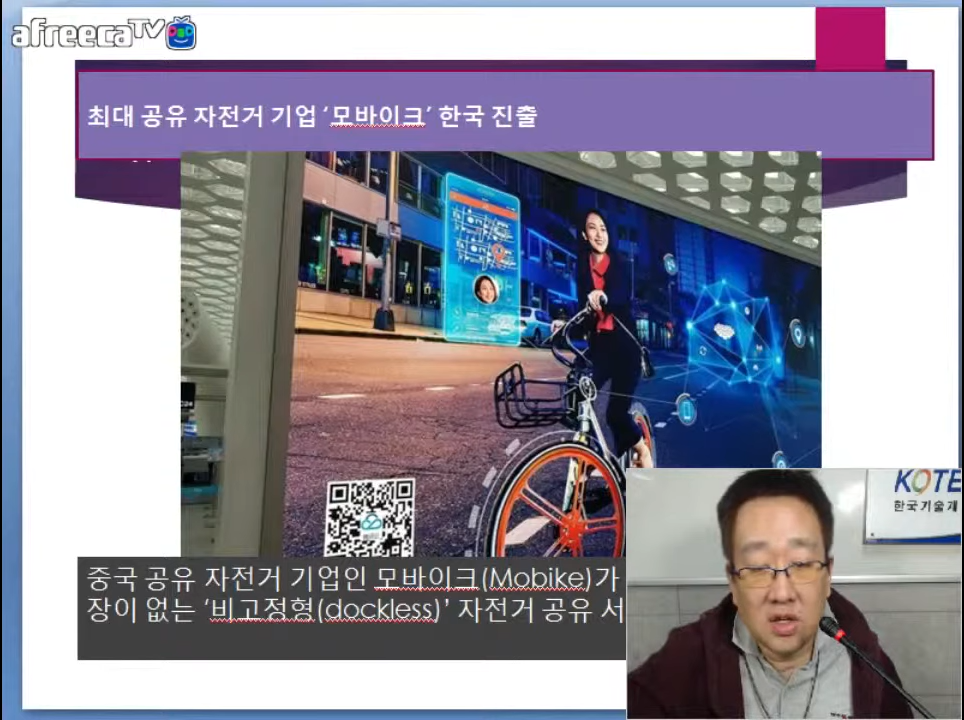 afreecaTV
최대 공유 자전거 기업 ‘모바이크’ 한국 진출
KOTE
한국기술개
중국 공유 자전거 기업인 모바이크(Mobike)가
장이 없는 ‘비고정형(dockless)’ 자전거 공유 서